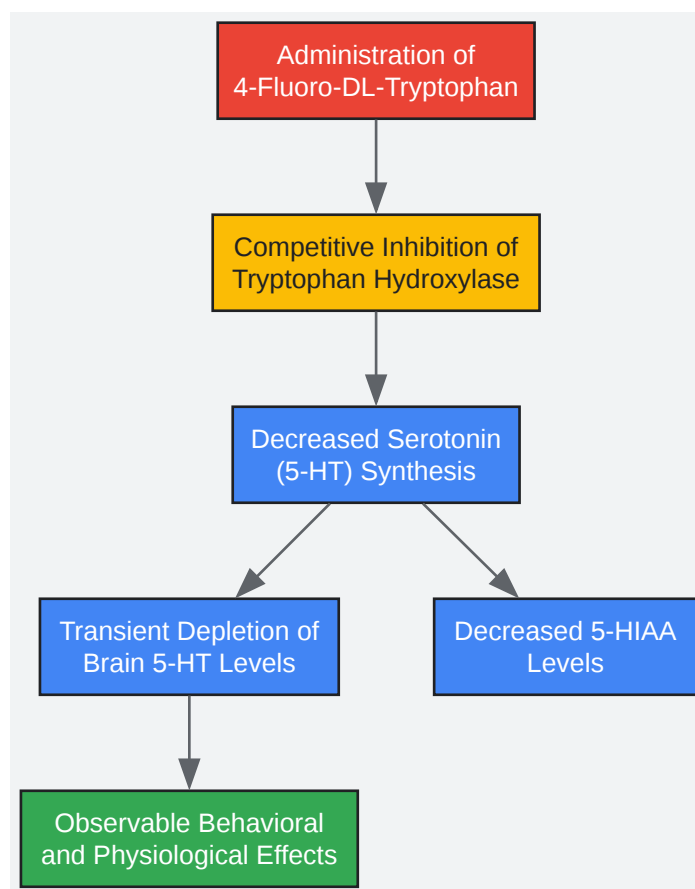 Administration of
4-Fluoro-DL-Tryptophan
Competitive Inhibition of
Tryptophan Hydroxylase
Decreased Serotonin
(5-HT) Synthesis
Transient Depletion of
Brain 5-HT Levels
Decreased 5-HIAA
Levels
Observable Behavioral
and Physiological Effects